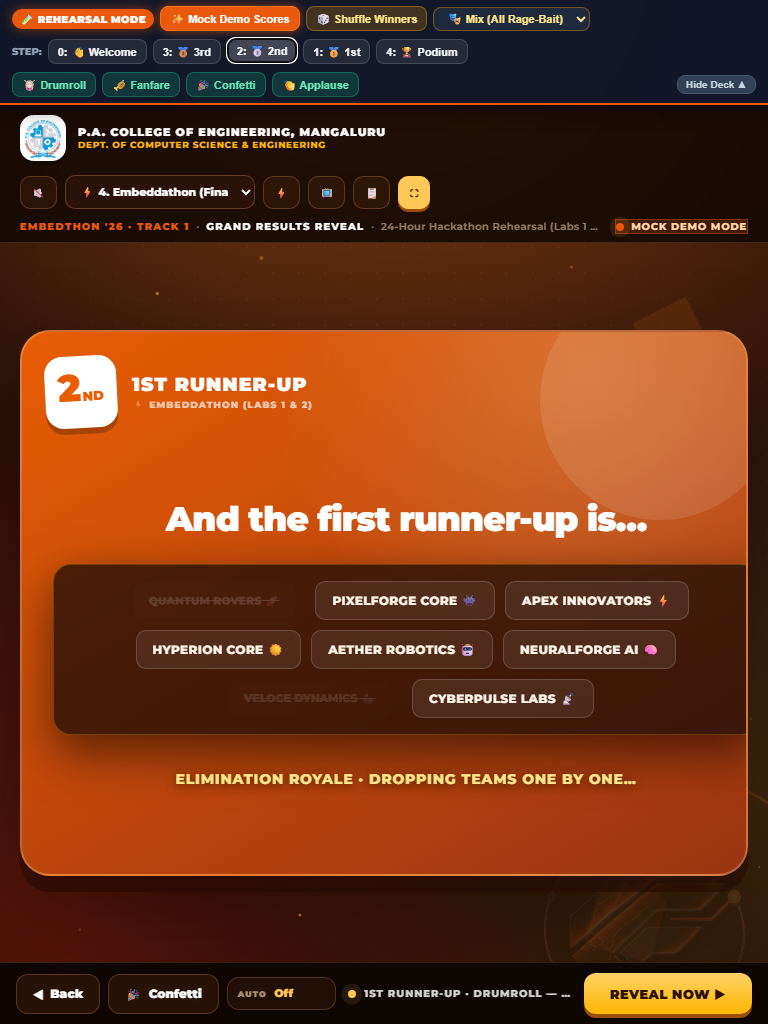 REHEARSAL MODE Mock Demo Scores Shuffle Winners Mix (All Rage-Bait)
STEP: 0: Welcome 3: 3rd 2: 2nd 1: 1st 4: Podium
Drumroll Fanfare Confetti Applause Hide Deck ▲
P.A. COLLEGE OF ENGINEERING, MANGALURU
DEPT. OF COMPUTER SCIENCE & ENGINEERING
4. Embeddathon (Fina
EMBEDTHON '26 • TRACK 1 · GRAND RESULTS REVEAL · 24-Hour Hackathon Rehearsal (Labs 1 ... MOCK DEMO MODE
2ND
1ST RUNNER-UP
EMBEDDATHON (LABS 1 & 2)
And the first runner-up is...
QUANTUM ROVERS PIXELFORGE CORE APEX INNOVATORS
HYPERION CORE AETHER ROBOTICS NEURALFORGE AI
VELOCE DYNAMICS CYBERPULSE LABS
ELIMINATION ROYALE • DROPPING TEAMS ONE BY ONE...
◀ Back Confetti AUTO Off 1ST RUNNER-UP · DRUMROLL — ... REVEAL NOW ▶